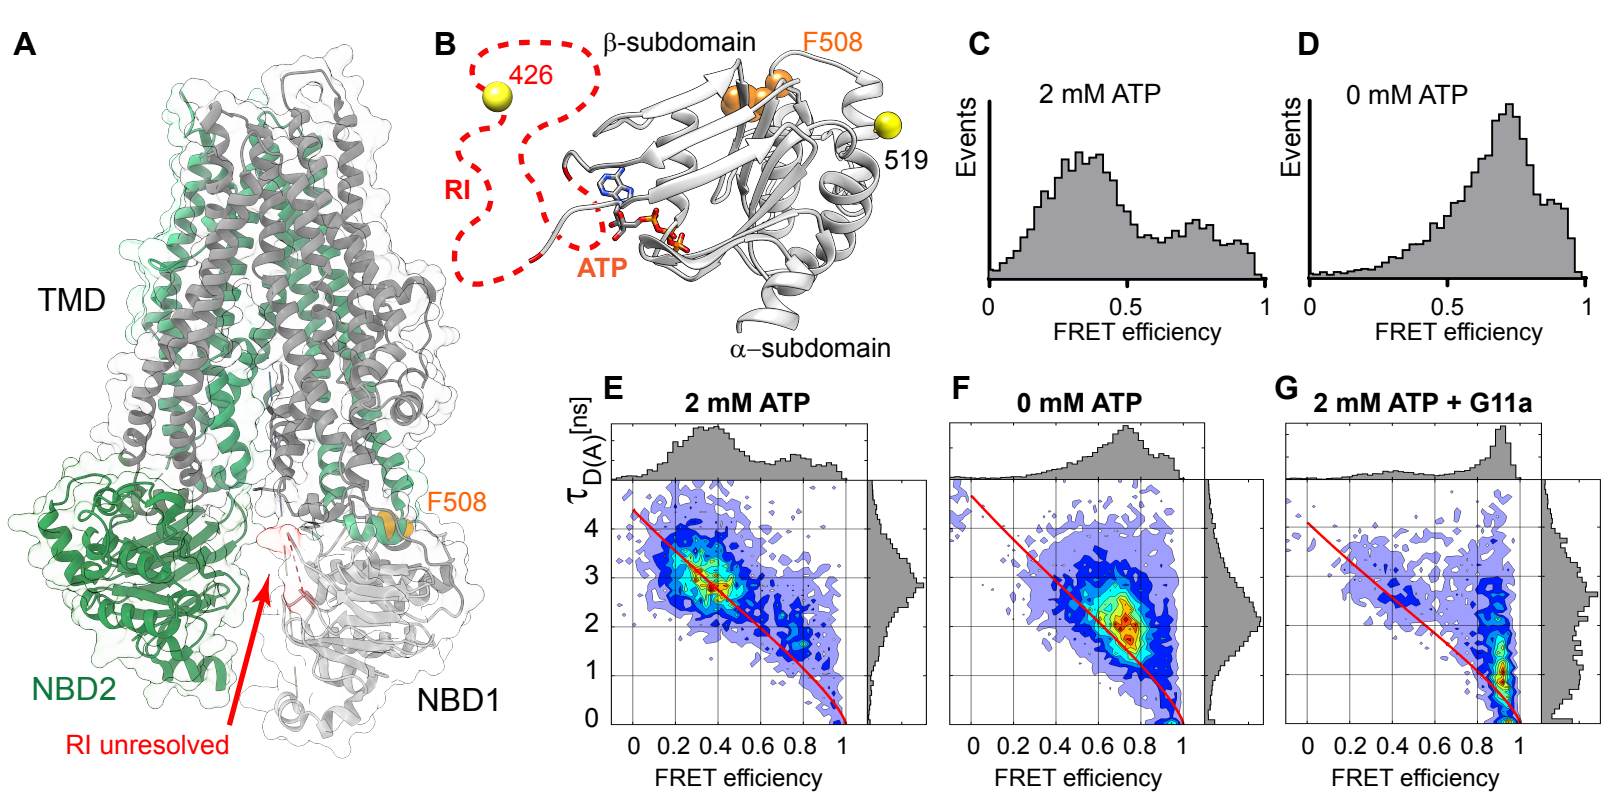 A
TMD
F508
NBD2
NBD1
RI unresolved
B
β-subdomain
F508
426
519
RI
ATP
α−subdomain
C
2 mM ATP
Events
0
0.5
1
FRET efficiency
D
0 mM ATP
Events
0
0.5
1
FRET efficiency
E
2 mM ATP
τD(A)[ns]
4
3
2
1
0
0 0.2 0.4 0.6 0.8 1
FRET efficiency
F
0 mM ATP
0 0.2 0.4 0.6 0.8 1
FRET efficiency
G
2 mM ATP + G11a
0 0.2 0.4 0.6 0.8 1
FRET efficiency